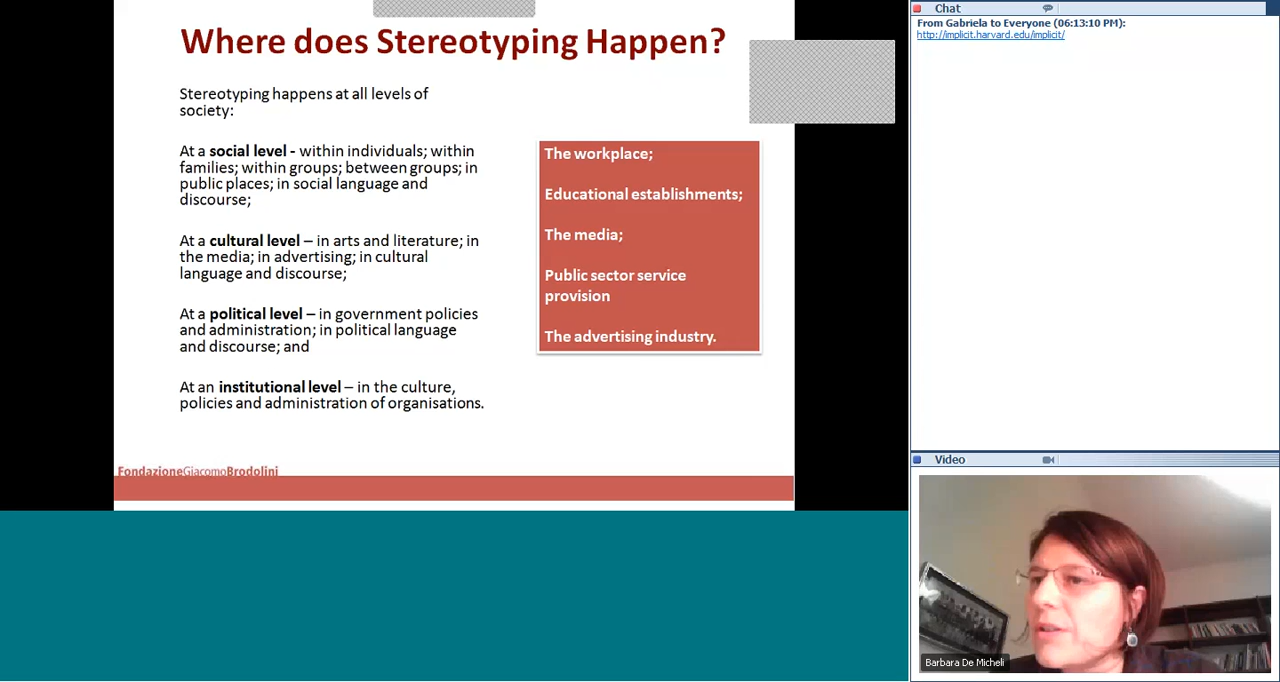 Where does Stereotyping Happen?
Stereotyping happens at all levels of
society:
At a social level - within individuals; within
families; within groups; between groups; in
public places; in social language and
discourse;
At a cultural level – in arts and literature; in
the media; in advertising; in cultural
language and discourse;
At a political level – in government policies
and administration; in political language
and discourse; and
At an institutional level – in the culture,
policies and administration of organisations.
The workplace;
Educational establishments;
The media;
Public sector service
provision
The advertising industry.
FondazioneGiacomoBrodolini
Chat
From Gabriela to Everyone (06:13:10 PM):
http://implicit.harvard.edu/implicit/
Video
Barbara De Micheli